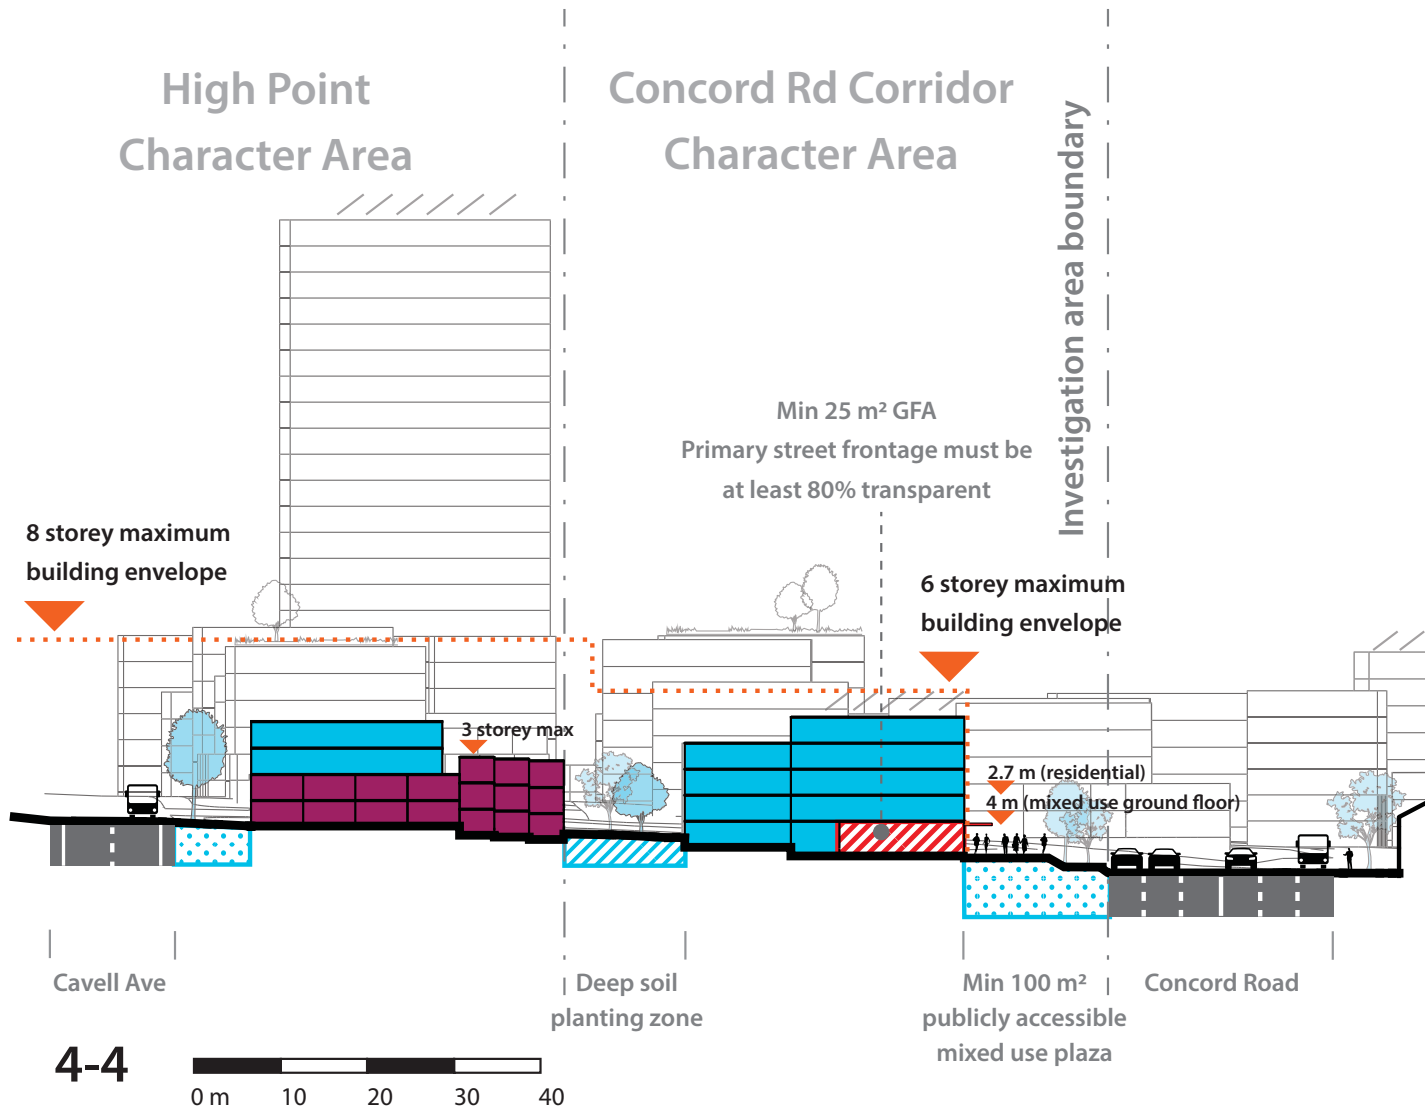 High Point
Character Area
Concord Rd Corridor
Character Area
Investigation area boundary
Min 25 m² GFA
Primary street frontage must be
at least 80% transparent
8 storey maximum
building envelope
6 storey maximum
building envelope
3 storey max
2.7 m (residential)
4 m (mixed use ground floor)
Cavell Ave
Deep soil
planting zone
Min 100 m²
publicly accessible
mixed use plaza
Concord Road
4-4
0 m 10 20 30 40